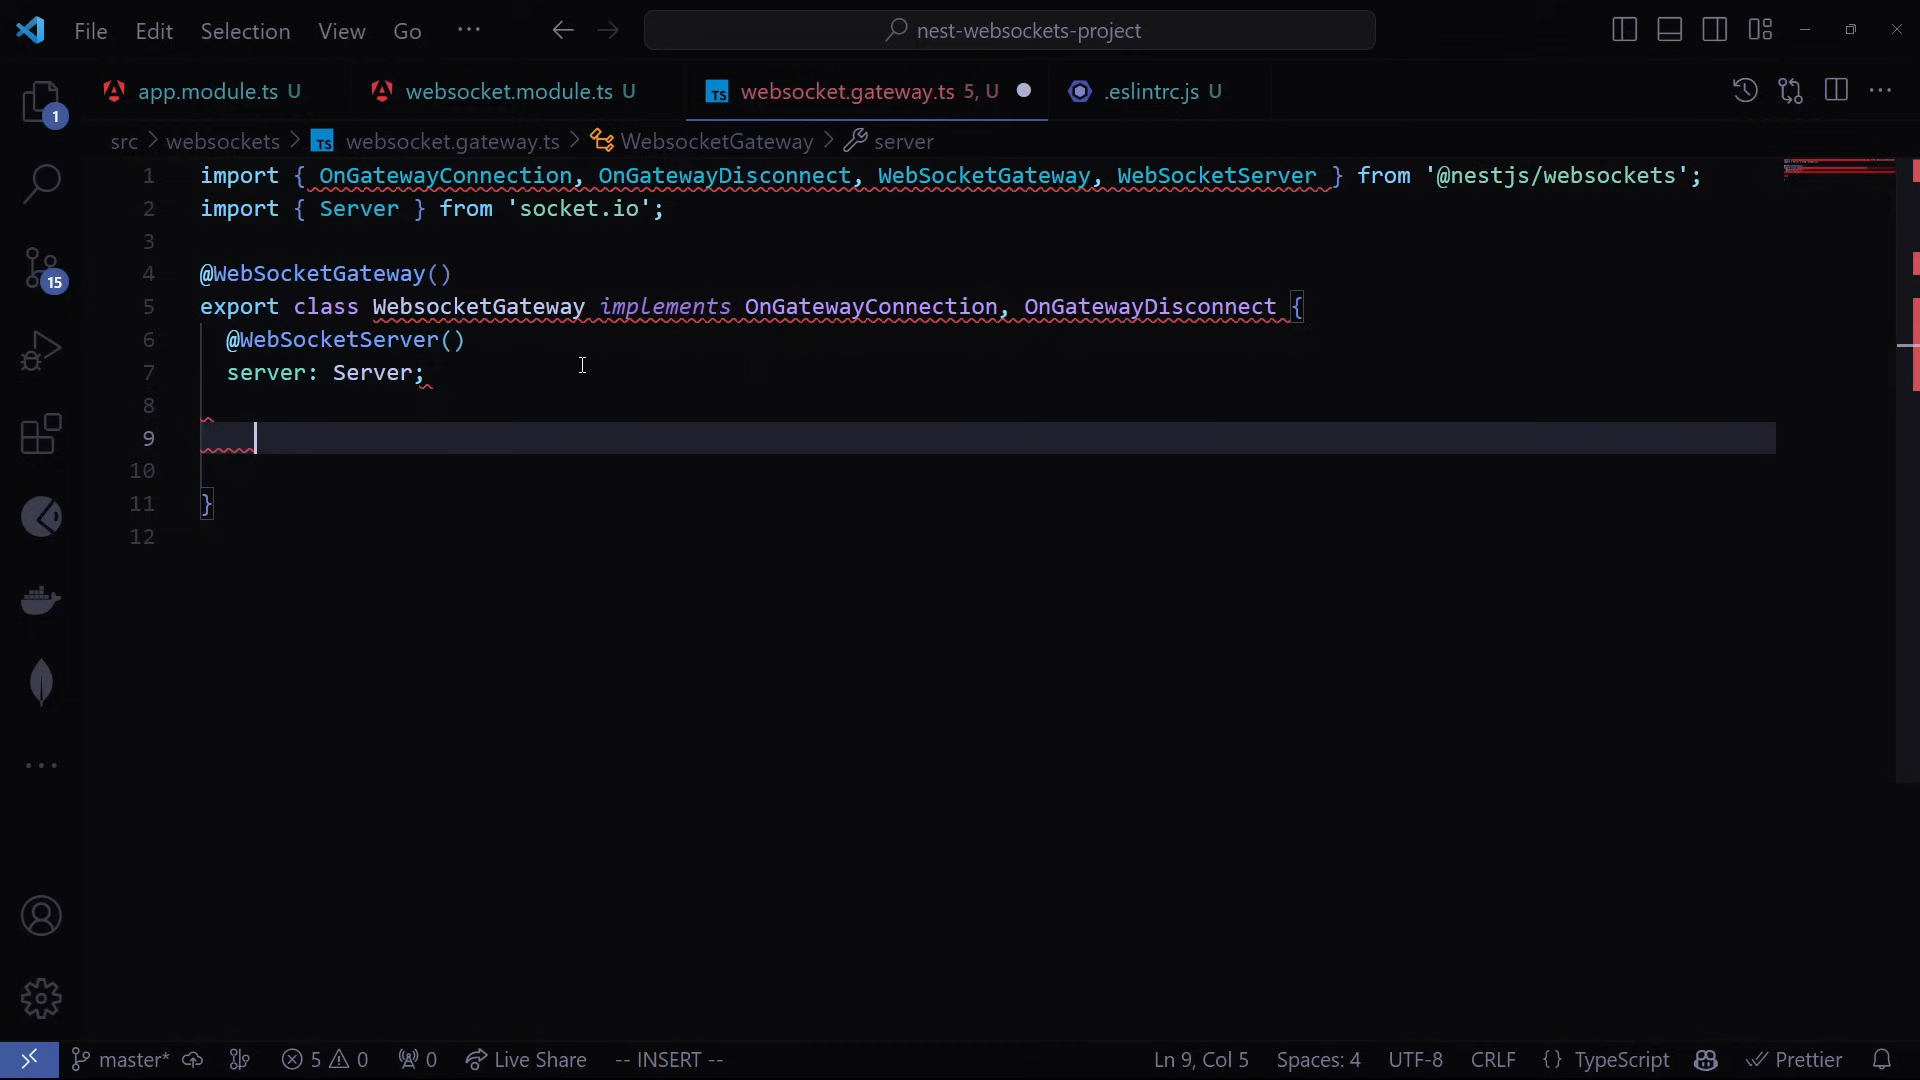 File Edit Selection View Go ··· nest-websockets-project
app.module.ts U websocket.module.ts U TS websocket.gateway.ts 5, U .eslintrc.js U
src > websockets > TS websocket.gateway.ts > WebsocketGateway > server
1 import { OnGatewayConnection, OnGatewayDisconnect, WebSocketGateway, WebSocketServer } from '@nestjs/websockets';
2 import { Server } from 'socket.io';
3
4 @WebSocketGateway()
5 export class WebsocketGateway implements OnGatewayConnection, OnGatewayDisconnect {
6 @WebSocketServer()
7 server: Server;
8
9
10
11 }
12
1
15
master* 5 0 0 Live Share -- INSERT -- Ln 9, Col 5 Spaces: 4 UTF-8 CRLF {} TypeScript Prettier